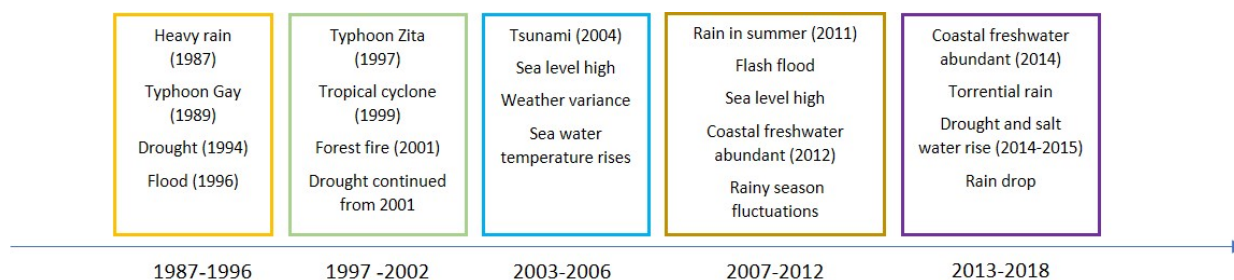 Heavy rain
(1987)
Typhoon Gay
(1989)
Drought (1994)
Flood (1996)
Typhoon Zita
(1997)
Tropical cyclone
(1999)
Forest fire (2001)
Drought continued
from 2001
Tsunami (2004)
Sea level high
Weather variance
Sea water
temperature rises
Rain in summer (2011)
Flash flood
Sea level high
Coastal freshwater
abundant (2012)
Rainy season
fluctuations
Coastal freshwater
abundant (2014)
Torrential rain
Drought and salt
water rise (2014-2015)
Rain drop
1987-1996
1997 -2002
2003-2006
2007-2012
2013-2018